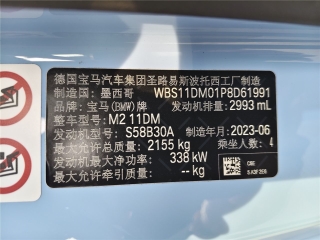 德国宝马汽车集团圣路易斯波托西工厂制造
制造国：墨西哥 WBS11DM01P8D61991
品牌：宝马(BMW)牌 发动机排量：2993 mL
整车型号：M2 11DM
发动机型号：S58B30A 制造年月：2023-06
最大允许总质量：2155 kg 乘坐人数：4
发动机最大净功率：338 kW
最大允许牵引质量：-- kg
CRE